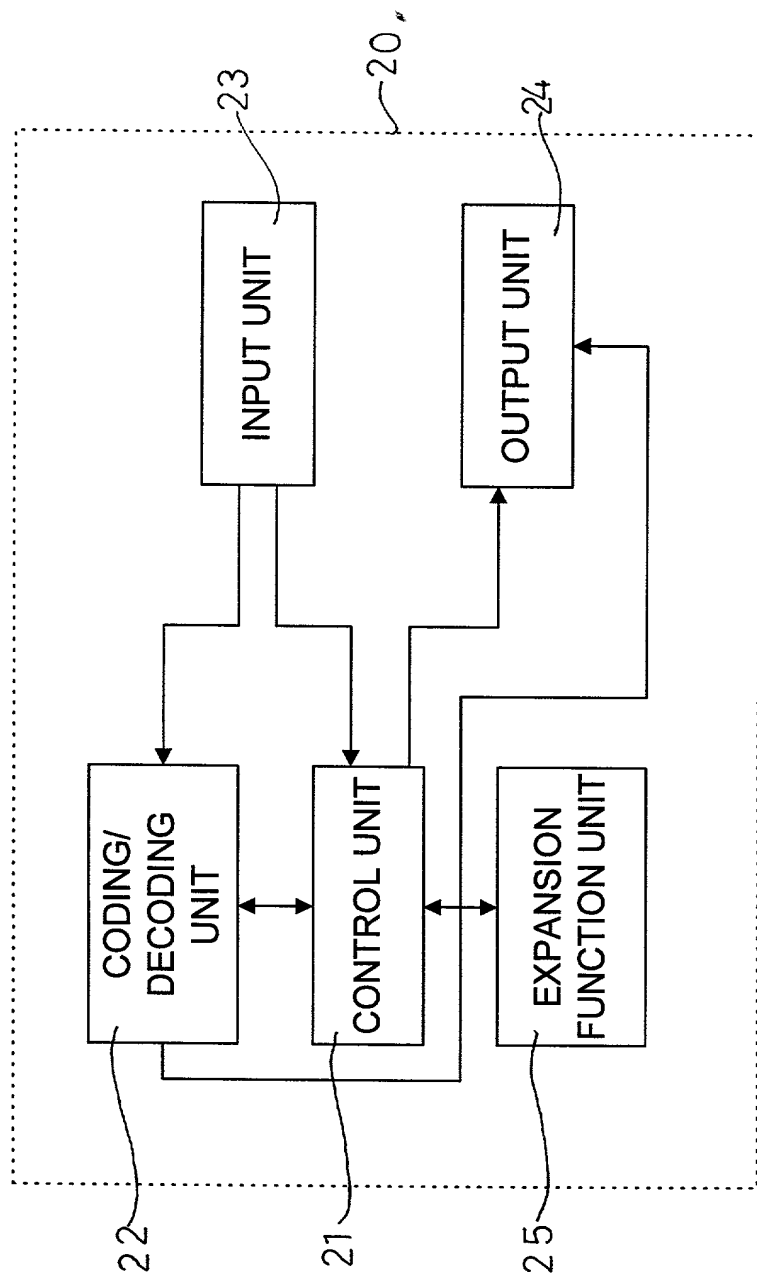 20
23
INPUT UNIT
24
OUTPUT UNIT
22
CODING/
DECODING
UNIT
21
CONTROL UNIT
25
EXPANSION
FUNCTION UNIT